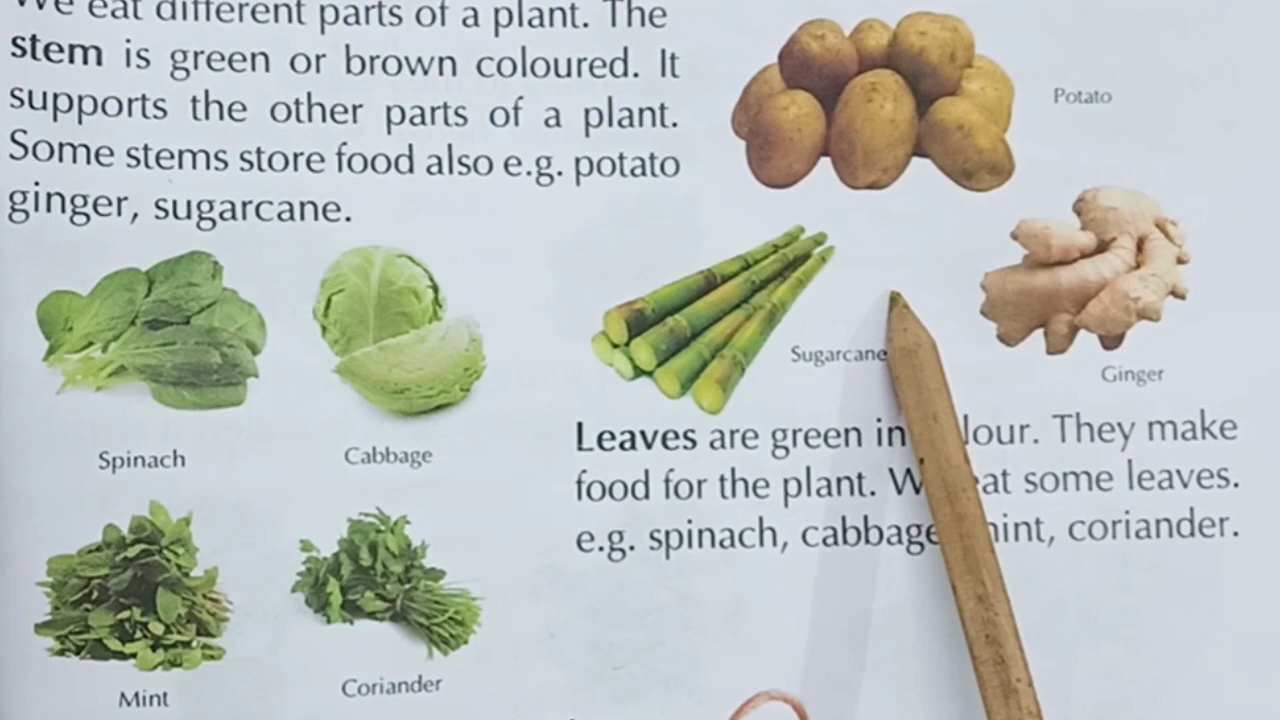 We eat different parts of a plant. The
stem is green or brown coloured. It
supports the other parts of a plant.
Some stems store food also e.g. potato
ginger, sugarcane.
Potato
Sugarcane
Ginger
Spinach
Cabbage
Leaves are green in lour. They make
food for the plant. W at some leaves.
e.g. spinach, cabbage int, coriander.
Mint
Coriander